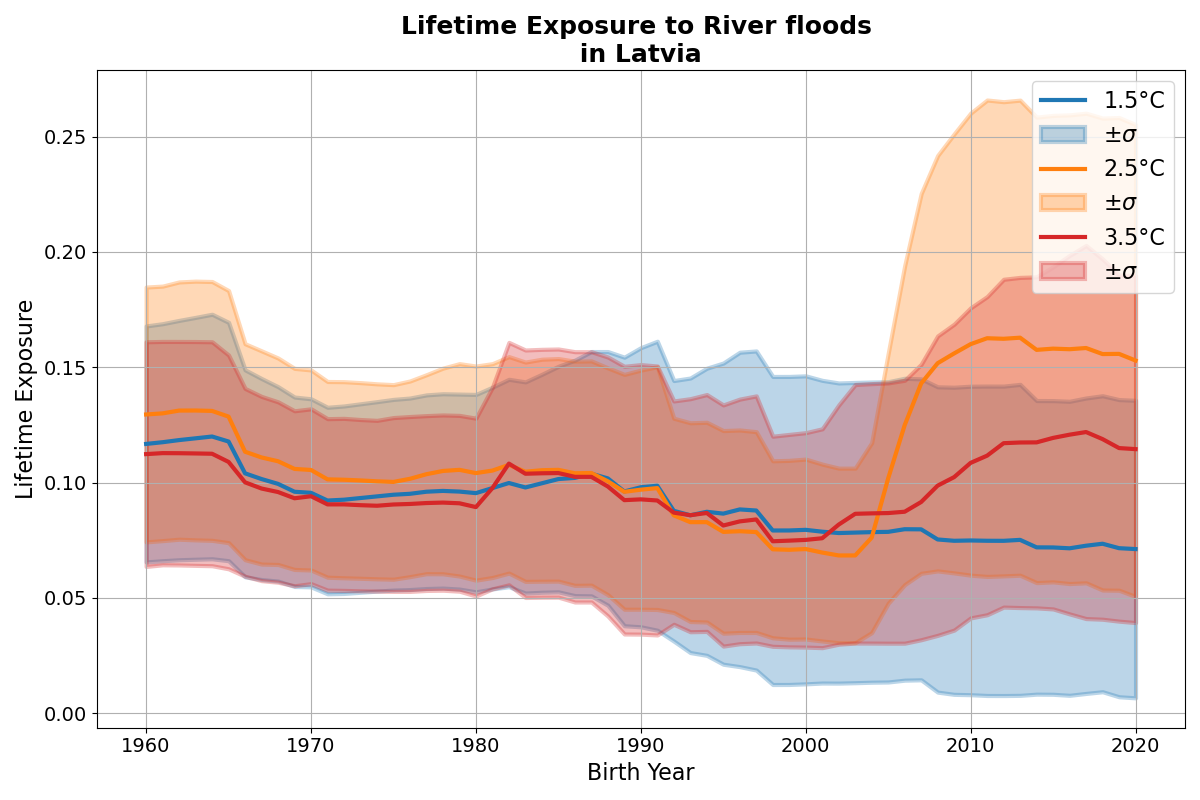 Lifetime Exposure to River floods
in Latvia
Lifetime Exposure
0.25
0.20
0.15
0.10
0.05
0.00
1960 1970 1980 1990 2000 2010 2020
Birth Year
1.5°C
±σ
2.5°C
±σ
3.5°C
±σ